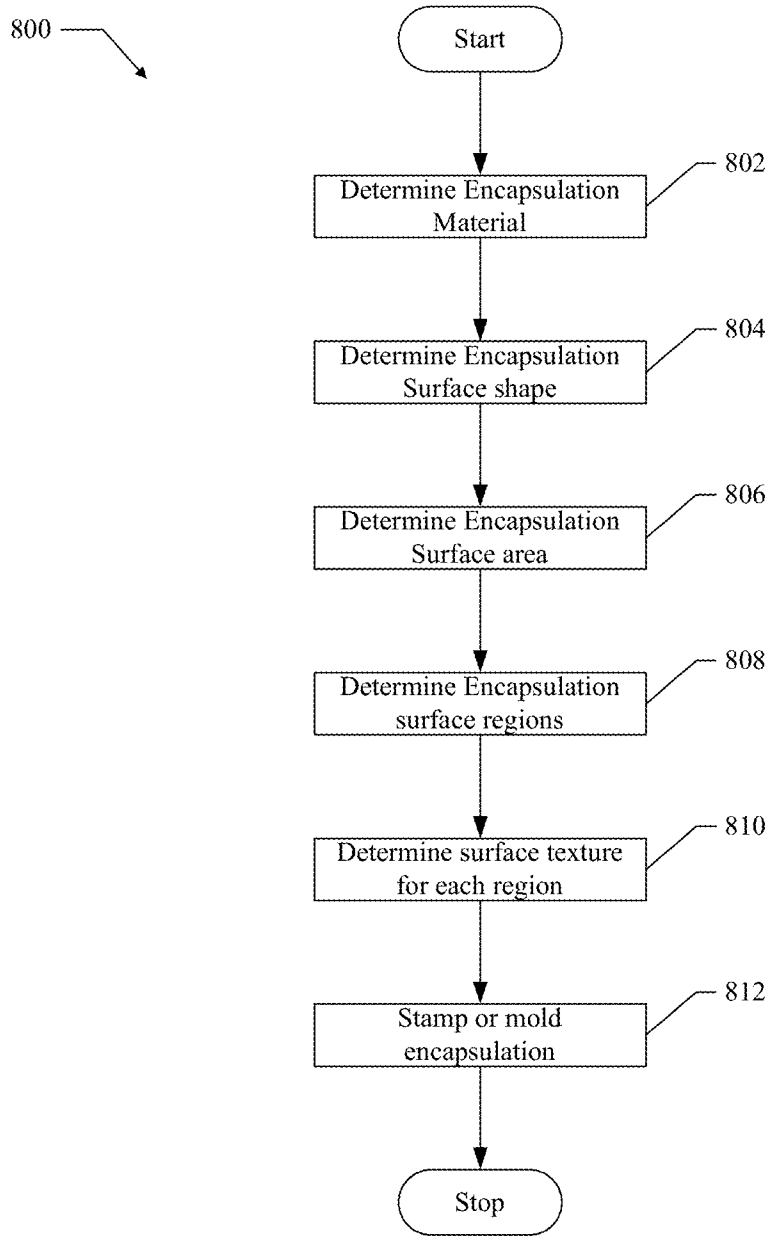 800
Start
802
Determine Encapsulation
Material
804
Determine Encapsulation
Surface shape
806
Determine Encapsulation
Surface area
808
Determine Encapsulation
surface regions
810
Determine surface texture
for each region
812
Stamp or mold
encapsulation
Stop